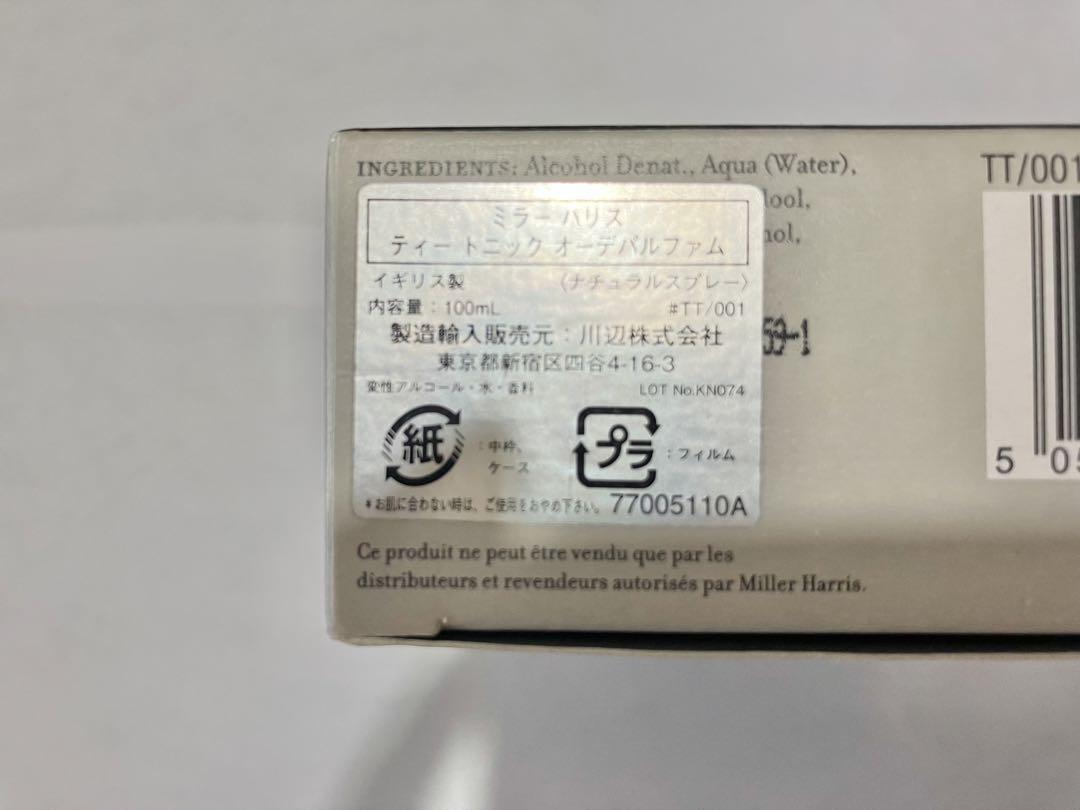 INGREDIENTS: Alcohol Denat., Aqua (Water),
TT/001
ミラー ハリス
ティー トニック オーデパルファム
イギリス製 〈ナチュラルスプレー〉
内容量:100mL #TT/001
製造輸入販売元:川辺株式会社
東京都新宿区四谷4-16-3
変性アルコール・水・香料 LOT No.KN074
紙 :中枠、
ケース
プラ :フィルム
*お肌に合わない時は、ご使用をおやめ下さい。 77005110A
Ce produit ne peut être vendu que par les
distributeurs et revendeurs autorisés par Miller Harris.